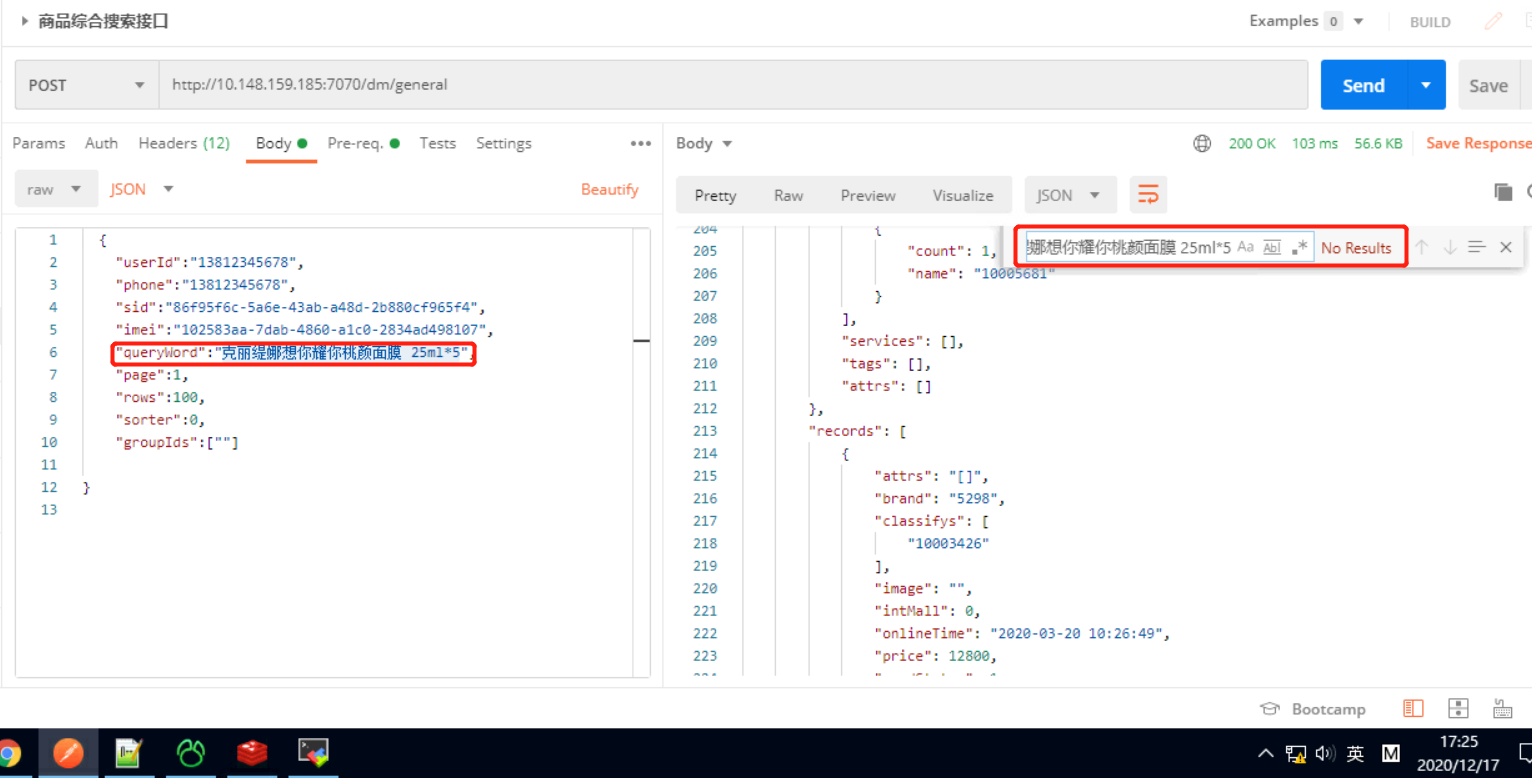 商品综合搜索接口
Examples 0
BUILD
POST
http://10.148.159.185:7070/dm/general
Send
Save
Params Auth Headers (12) Body Pre-req. Tests Settings
raw JSON
Beautify
1 {
2 "userId":"13812345678",
3 "phone":"13812345678",
4 "sid":"86f95f6c-5a6e-43ab-a48d-2b880cf965f4",
5 "imei":"102583aa-7dab-4860-a1c0-2834ad498107",
6 "queryWord":"克丽缇娜想你耀你桃颜面膜 25ml*5",
7 "page":1,
8 "rows":100,
9 "sorter":0,
10 "groupIds":[""]
11
12 }
13
Body
200 OK 103 ms 56.6 KB Save Response
Pretty Raw Preview Visualize JSON
娜想你耀你桃颜面膜 25ml*5 Aa Abl .* No Results
204 {
205 "count": 1,
206 "name": "10005681"
207 }
208 ],
209 "services": [],
210 "tags": [],
211 "attrs": []
212 },
213 "records": [
214 {
215 "attrs": "[]",
216 "brand": "5298",
217 "classifys": [
218 "10003426"
219 ],
220 "image": "",
221 "intMall": 0,
222 "onlineTime": "2020-03-20 10:26:49",
223 "price": 12800,
Bootcamp
英
M
17:25
2020/12/17